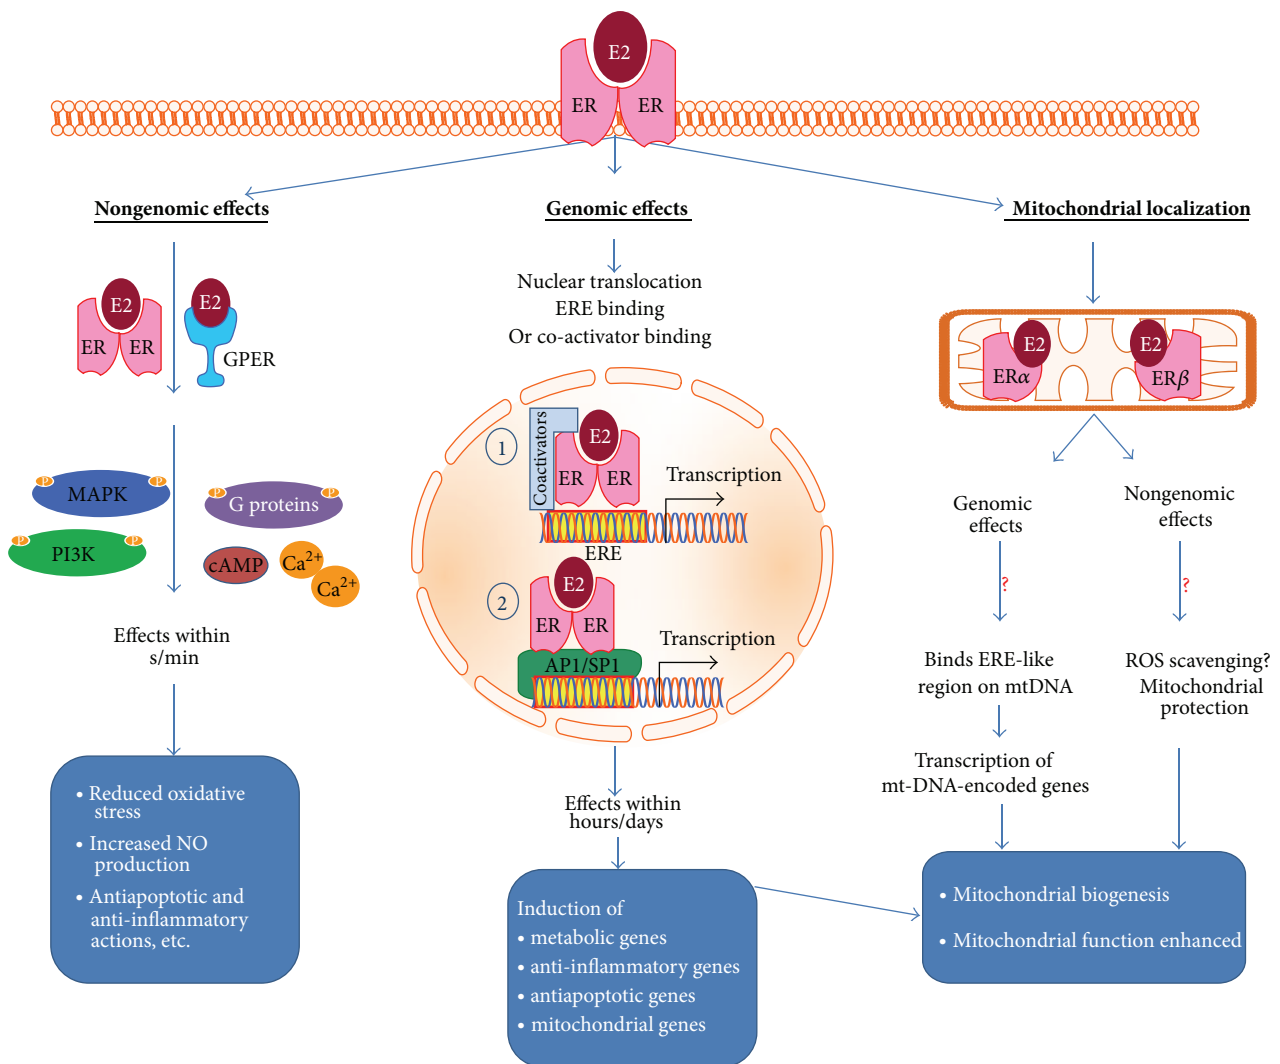 E2
ER ER
Nongenomic effects
E2
ER ER
E2
GPER
P P
MAPK
P P
G proteins
P P
PI3K
cAMP
Ca2+
Ca2+
Effects within
s/min
• Reduced oxidative
stress
• Increased NO
production
• Antiapoptotic and
anti-inflammatory
actions, etc.
Genomic effects
Nuclear translocation
ERE binding
Or co-activator binding
1
Coactivators
E2
ER ER
Transcription
ERE
2
E2
ER ER
Transcription
AP1/SP1
Effects within
hours/days
Induction of
• metabolic genes
• anti-inflammatory genes
• antiapoptotic genes
• mitochondrial genes
Mitochondrial localization
E2
ERα
E2
ERβ
Genomic
effects
?
Binds ERE-like
region on mtDNA
Transcription of
mt-DNA-encoded genes
Nongenomic
effects
?
ROS scavenging?
Mitochondrial
protection
• Mitochondrial biogenesis
• Mitochondrial function enhanced